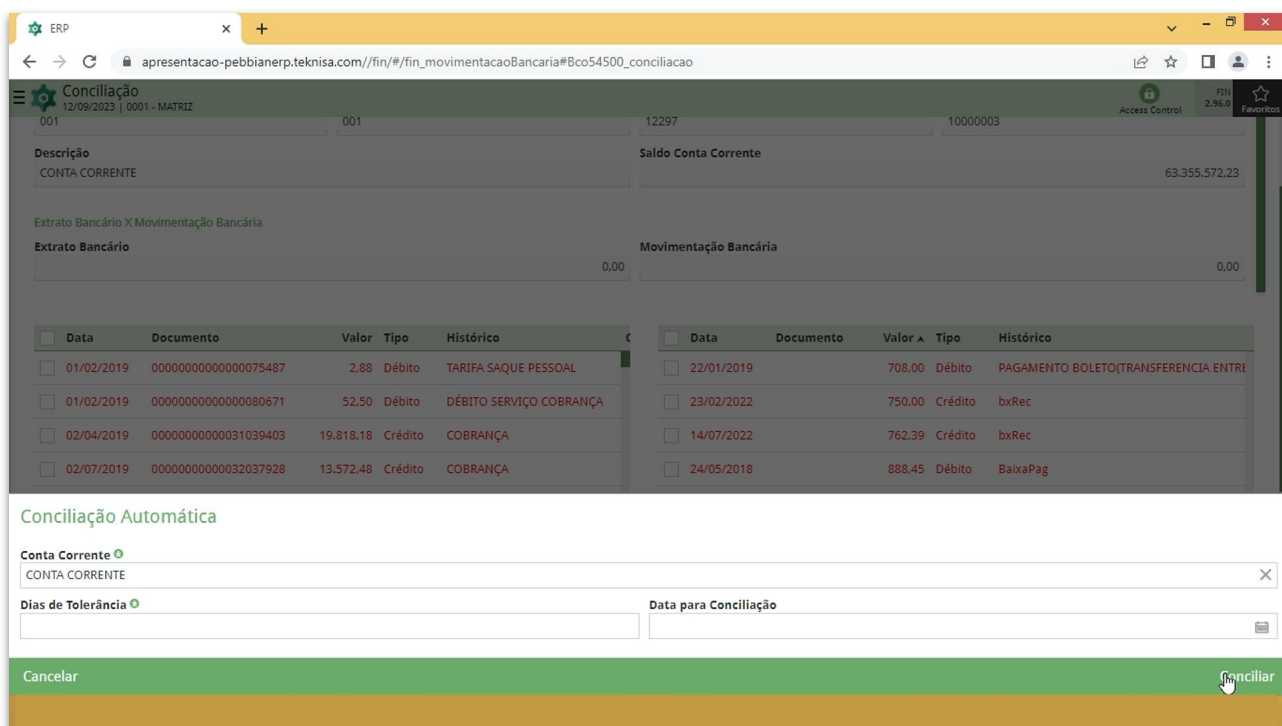 ERP
apresentacao-pebbianerp.teknisa.com//fin/#/fin_movimentacaoBancaria#Bco54500_conciliacao
Conciliação
12/09/2023 | 0001 - MATRIZ
Access Control
FIN
2.96.0
Favoritos
001 001 12297 10000003
Descrição Saldo Conta Corrente
CONTA CORRENTE 63.355.572,23
Extrato Bancário X Movimentação Bancária
Extrato Bancário Movimentação Bancária
0,00 0,00
Data Documento Valor Tipo Histórico Data Documento Valor Tipo Histórico
01/02/2019 00000000000000075487 2,88 Débito TARIFA SAQUE PESSOAL 22/01/2019 708,00 Débito PAGAMENTO BOLETO(TRANSFERENCIA ENTRE
01/02/2019 00000000000000080671 52,50 Débito DÉBITO SERVIÇO COBRANÇA 23/02/2022 750,00 Crédito bxRec
02/04/2019 00000000000031039403 19.818,18 Crédito COBRANÇA 14/07/2022 762,39 Crédito bxRec
02/07/2019 00000000000032037928 13.572,48 Crédito COBRANÇA 24/05/2018 888,45 Débito BaixaPag
Conciliação Automática
Conta Corrente
CONTA CORRENTE
Dias de Tolerância Data para Conciliação
Cancelar Conciliar